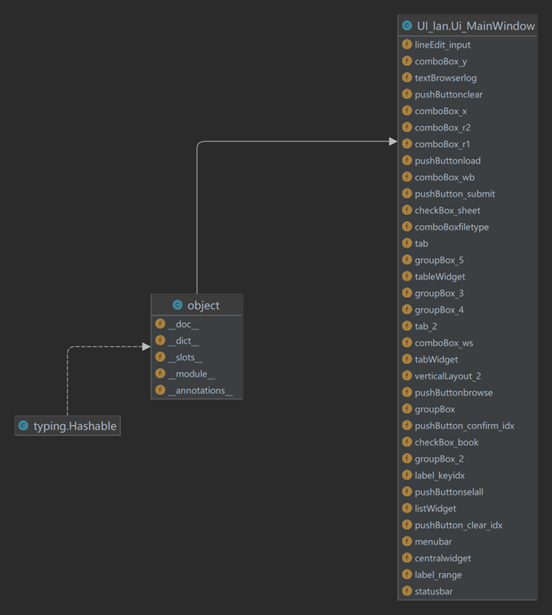 UI_lan.Ui_MainWindow
lineEdit_input
comboBox_y
textBrowserlog
pushButtonclear
comboBox_x
comboBox_r2
comboBox_r1
pushButtonload
comboBox_wb
pushButton_submit
checkBox_sheet
comboBoxfiletype
tab
groupBox_5
tableWidget
groupBox_3
groupBox_4
tab_2
comboBox_ws
tabWidget
verticalLayout_2
pushButtonbrowse
groupBox
pushButton_confirm_idx
checkBox_book
groupBox_2
label_keyidx
pushButtonselall
listWidget
pushButton_clear_idx
menubar
centralwidget
label_range
statusbar
object
__doc__
__dict__
__slots__
__module__
__annotations__
typing.Hashable